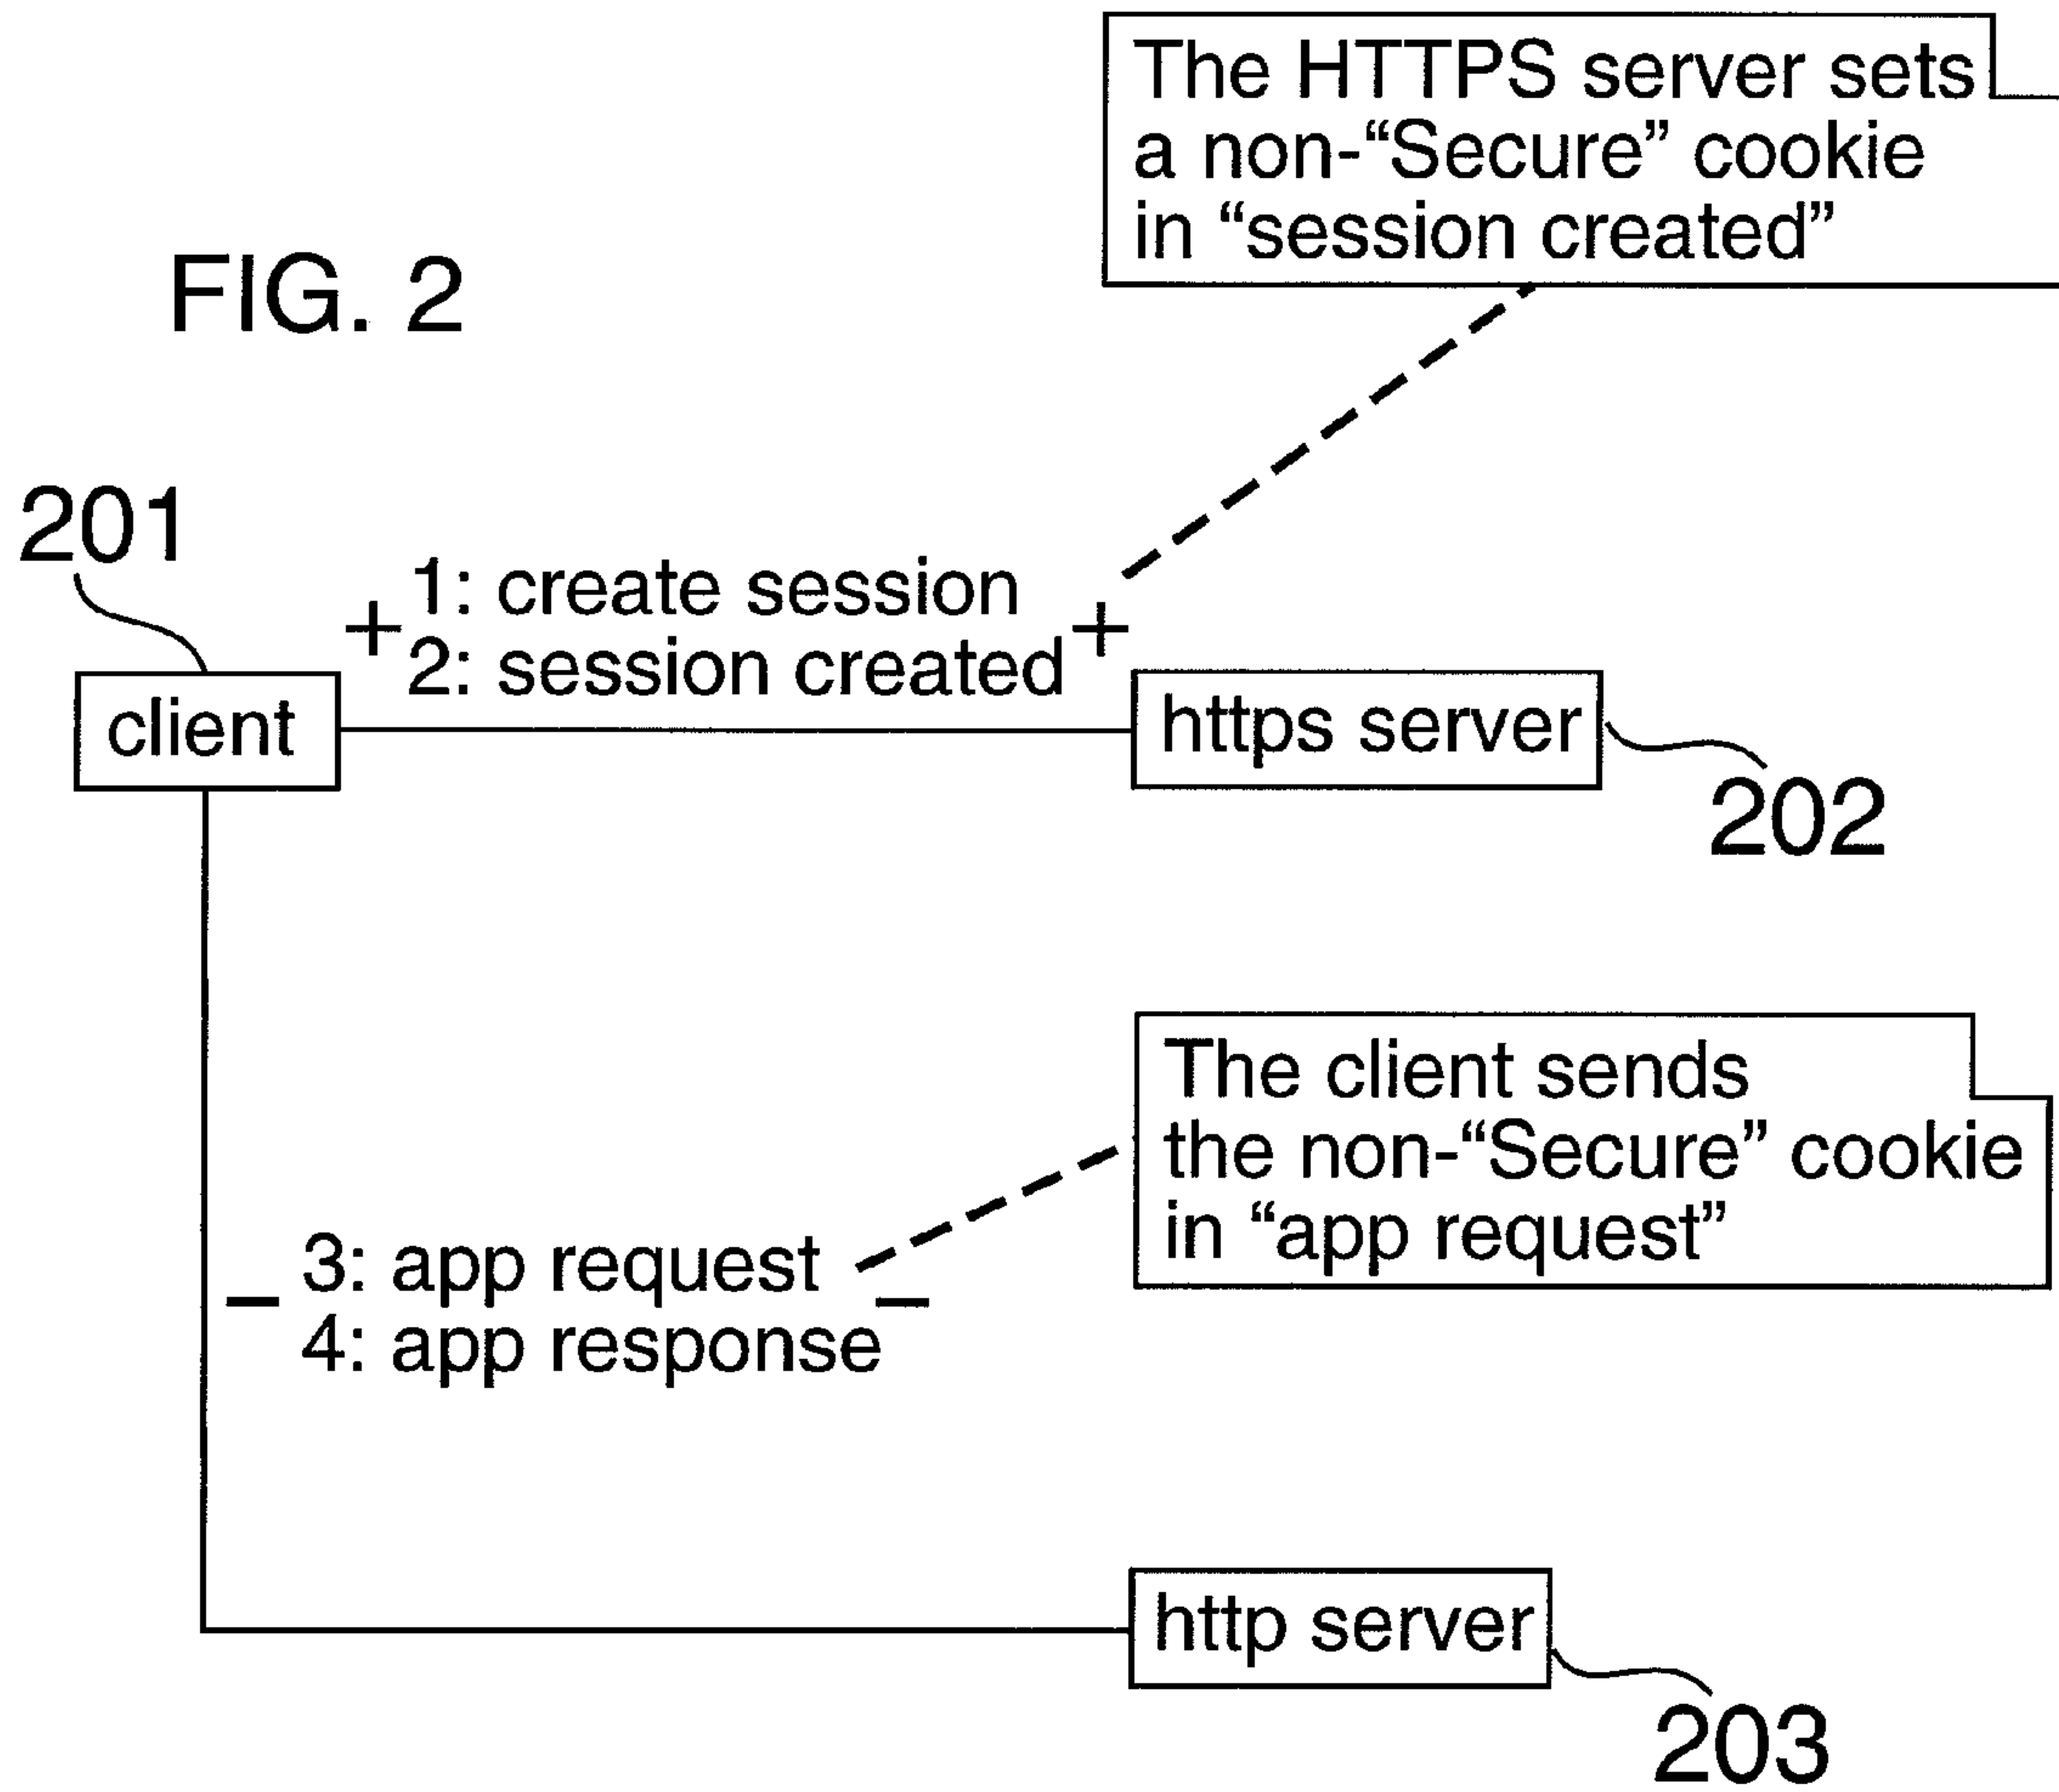 The HTTPS server sets
a non-“Secure” cookie
in “session created”
FIG. 2
201
1: create session
+ +
2: session created
client
https server
202
The client sends
the non-“Secure” cookie
in “app request”
3: app request
– –
4: app response
http server
203